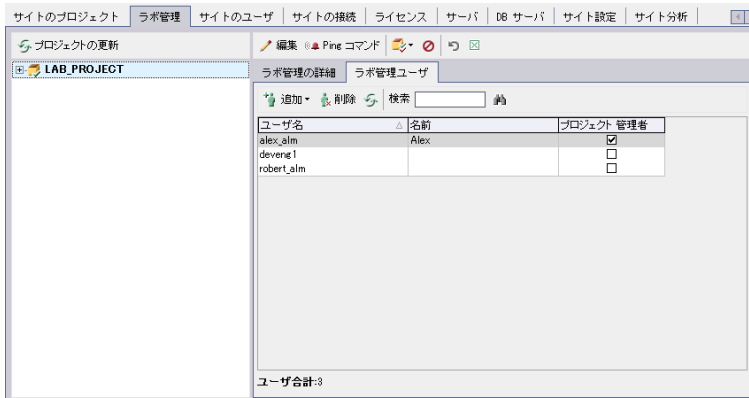 サイトのプロジェクト ラボ管理 サイトのユーザ サイトの接続 ライセンス サーバ DB サーバ サイト設定 サイト分析
プロジェクトの更新
編集 Ping コマンド
LAB_PROJECT
ラボ管理の詳細 ラボ管理ユーザ
追加 削除 検索
ユーザ名 名前 プロジェクト 管理者
alex_alm Alex
deveng1
robert_alm
ユーザ合計:3